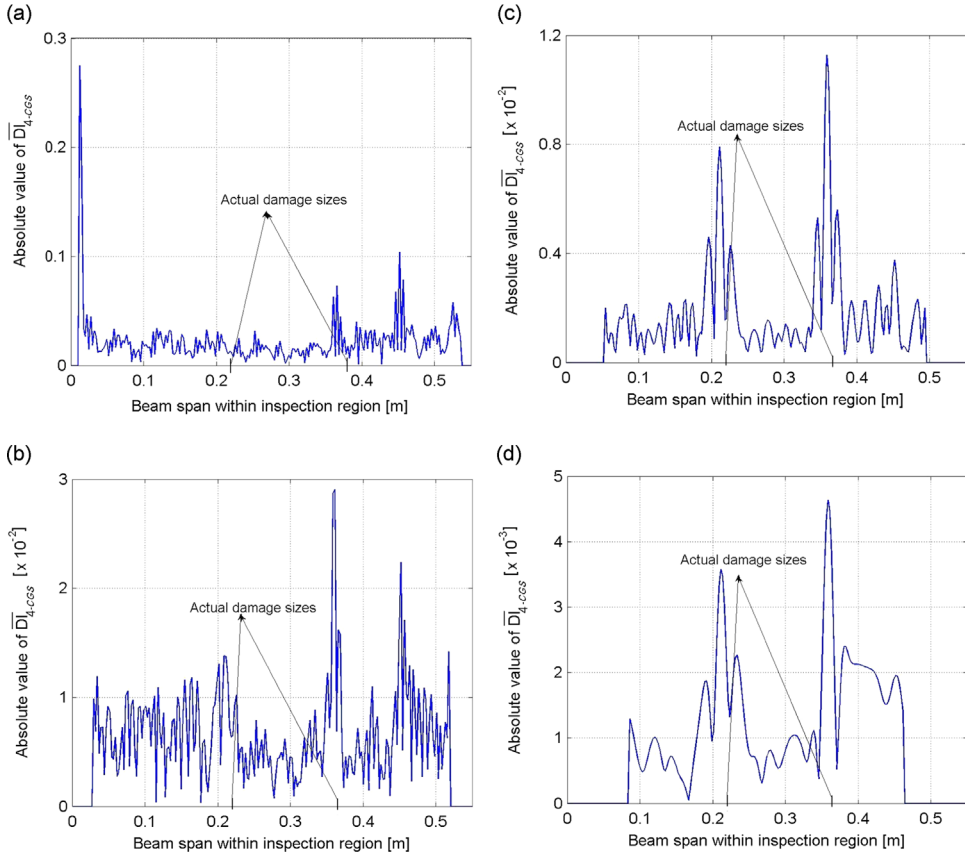 (a)
0.3
0.2
0.1
0
0 0.1 0.2 0.3 0.4 0.5
Absolute value of D̅I̅₄₋CGS
Actual damage sizes
Beam span within inspection region [m]
(c)
1.2
0.8
0.4
0
0 0.1 0.2 0.3 0.4 0.5
Absolute value of D̅I̅₄₋CGS [x 10⁻²]
Actual damage sizes
Beam span within inspection region [m]
(b)
3
2
1
0
0 0.1 0.2 0.3 0.4 0.5
Absolute value of D̅I̅₄₋CGS [x 10⁻²]
Actual damage sizes
Beam span within inspection region [m]
(d)
5
4
3
2
1
0
0 0.1 0.2 0.3 0.4 0.5
Absolute value of D̅I̅₄₋CGS [x 10⁻³]
Actual damage sizes
Beam span within inspection region [m]